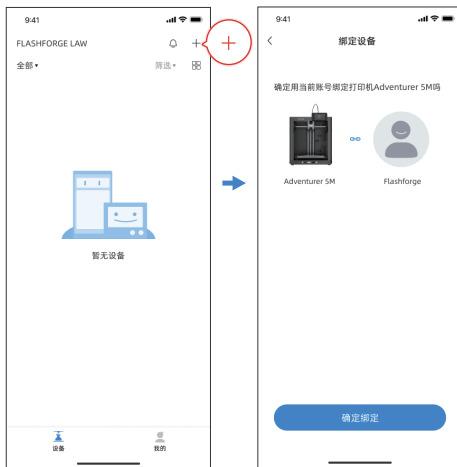 9:41
FLASHFORGE LAW
全部
筛选
暂无设备
设备
我的
9:41
绑定设备
确定用当前账号绑定打印机Adventurer 5M吗
Adventurer 5M
Flashforge
确定绑定